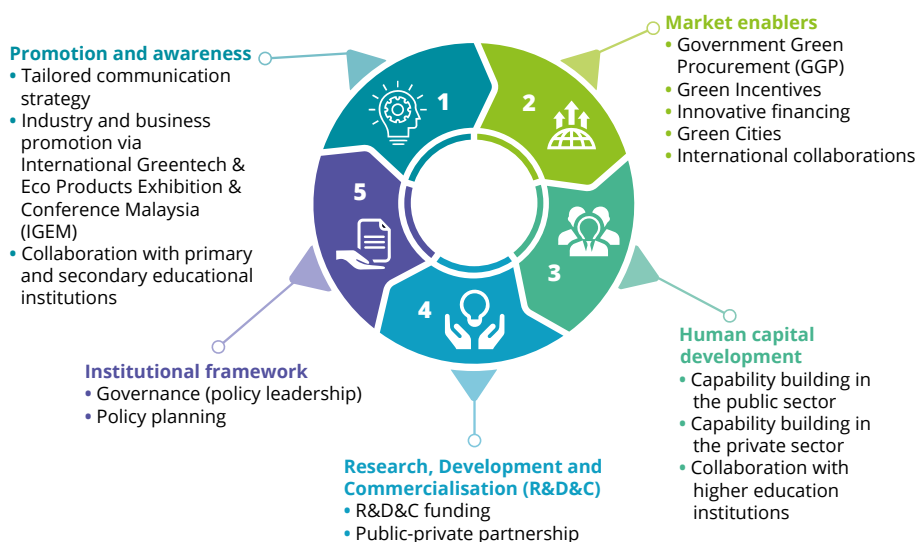 Promotion and awareness
• Tailored communication
strategy
• Industry and business
promotion via
International Greentech &
Eco Products Exhibition &
Conference Malaysia
(IGEM)
• Collaboration with primary
and secondary educational
institutions
Market enablers
• Government Green
Procurement (GGP)
• Green Incentives
• Innovative financing
• Green Cities
• International collaborations
1
2
3
4
5
Human capital
development
• Capability building in
the public sector
• Capability building in
the private sector
• Collaboration with
higher education
institutions
Research, Development and
Commercialisation (R&D&C)
• R&D&C funding
• Public-private partnership
Institutional framework
• Governance (policy leadership)
• Policy planning